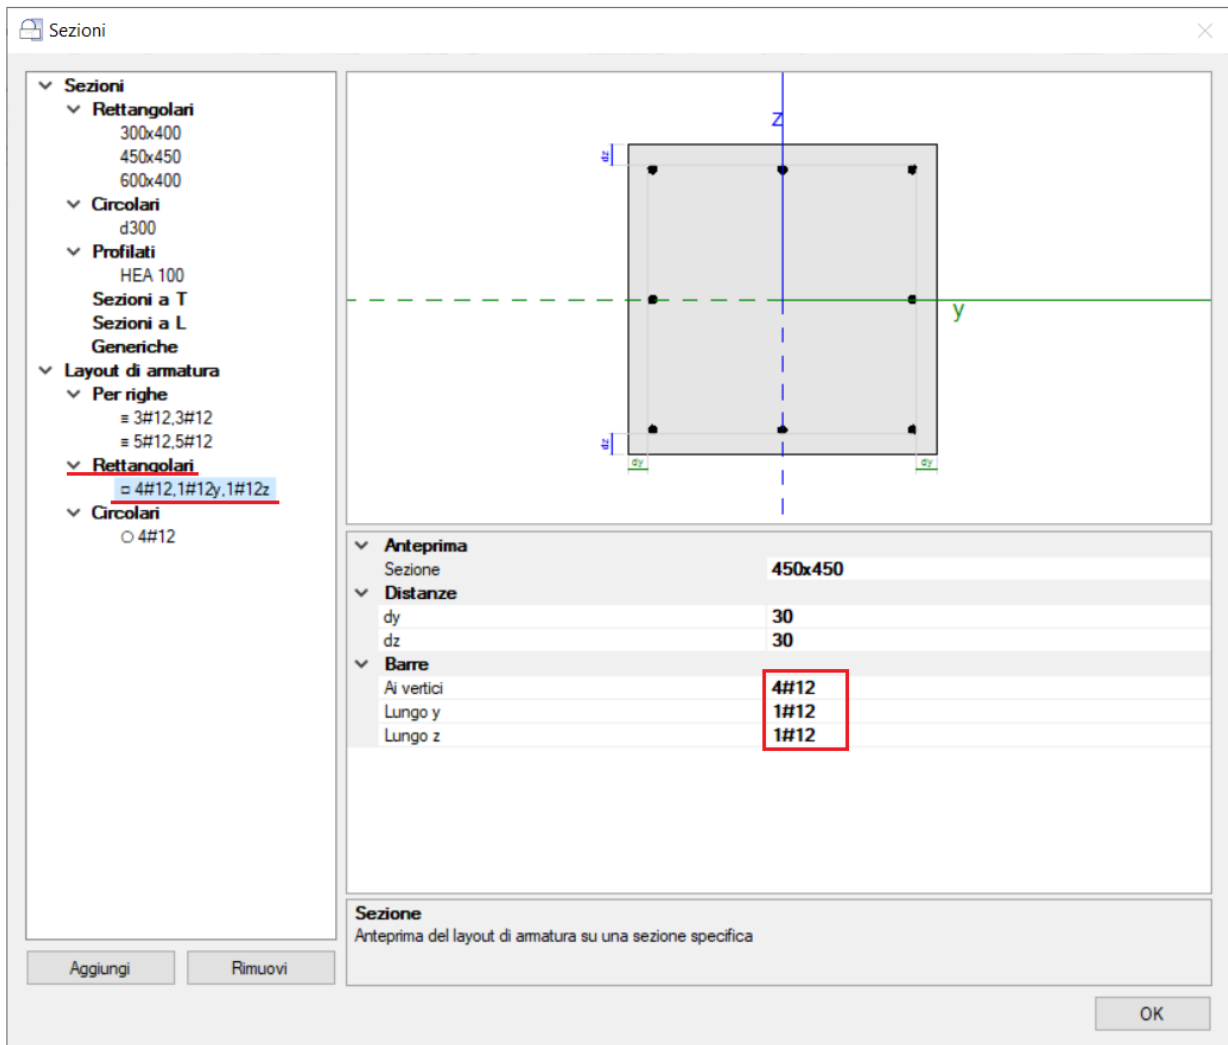 Sezioni
Sezioni
Rettangolari
300x400
450x450
600x400
Circolari
d300
Profilati
HEA 100
Sezioni a T
Sezioni a L
Generiche
Layout di armatura
Per righe
3#12,3#12
5#12,5#12
Rettangolari
4#12,1#12y,1#12z
Circolari
4#12
Aggiungi Rimuovi
z
dz
y
dz
dy dy
Anteprima
Sezione 450x450
Distanze
dy 30
dz 30
Barre
Ai vertici 4#12
Lungo y 1#12
Lungo z 1#12
Sezione
Anteprima del layout di armatura su una sezione specifica
OK